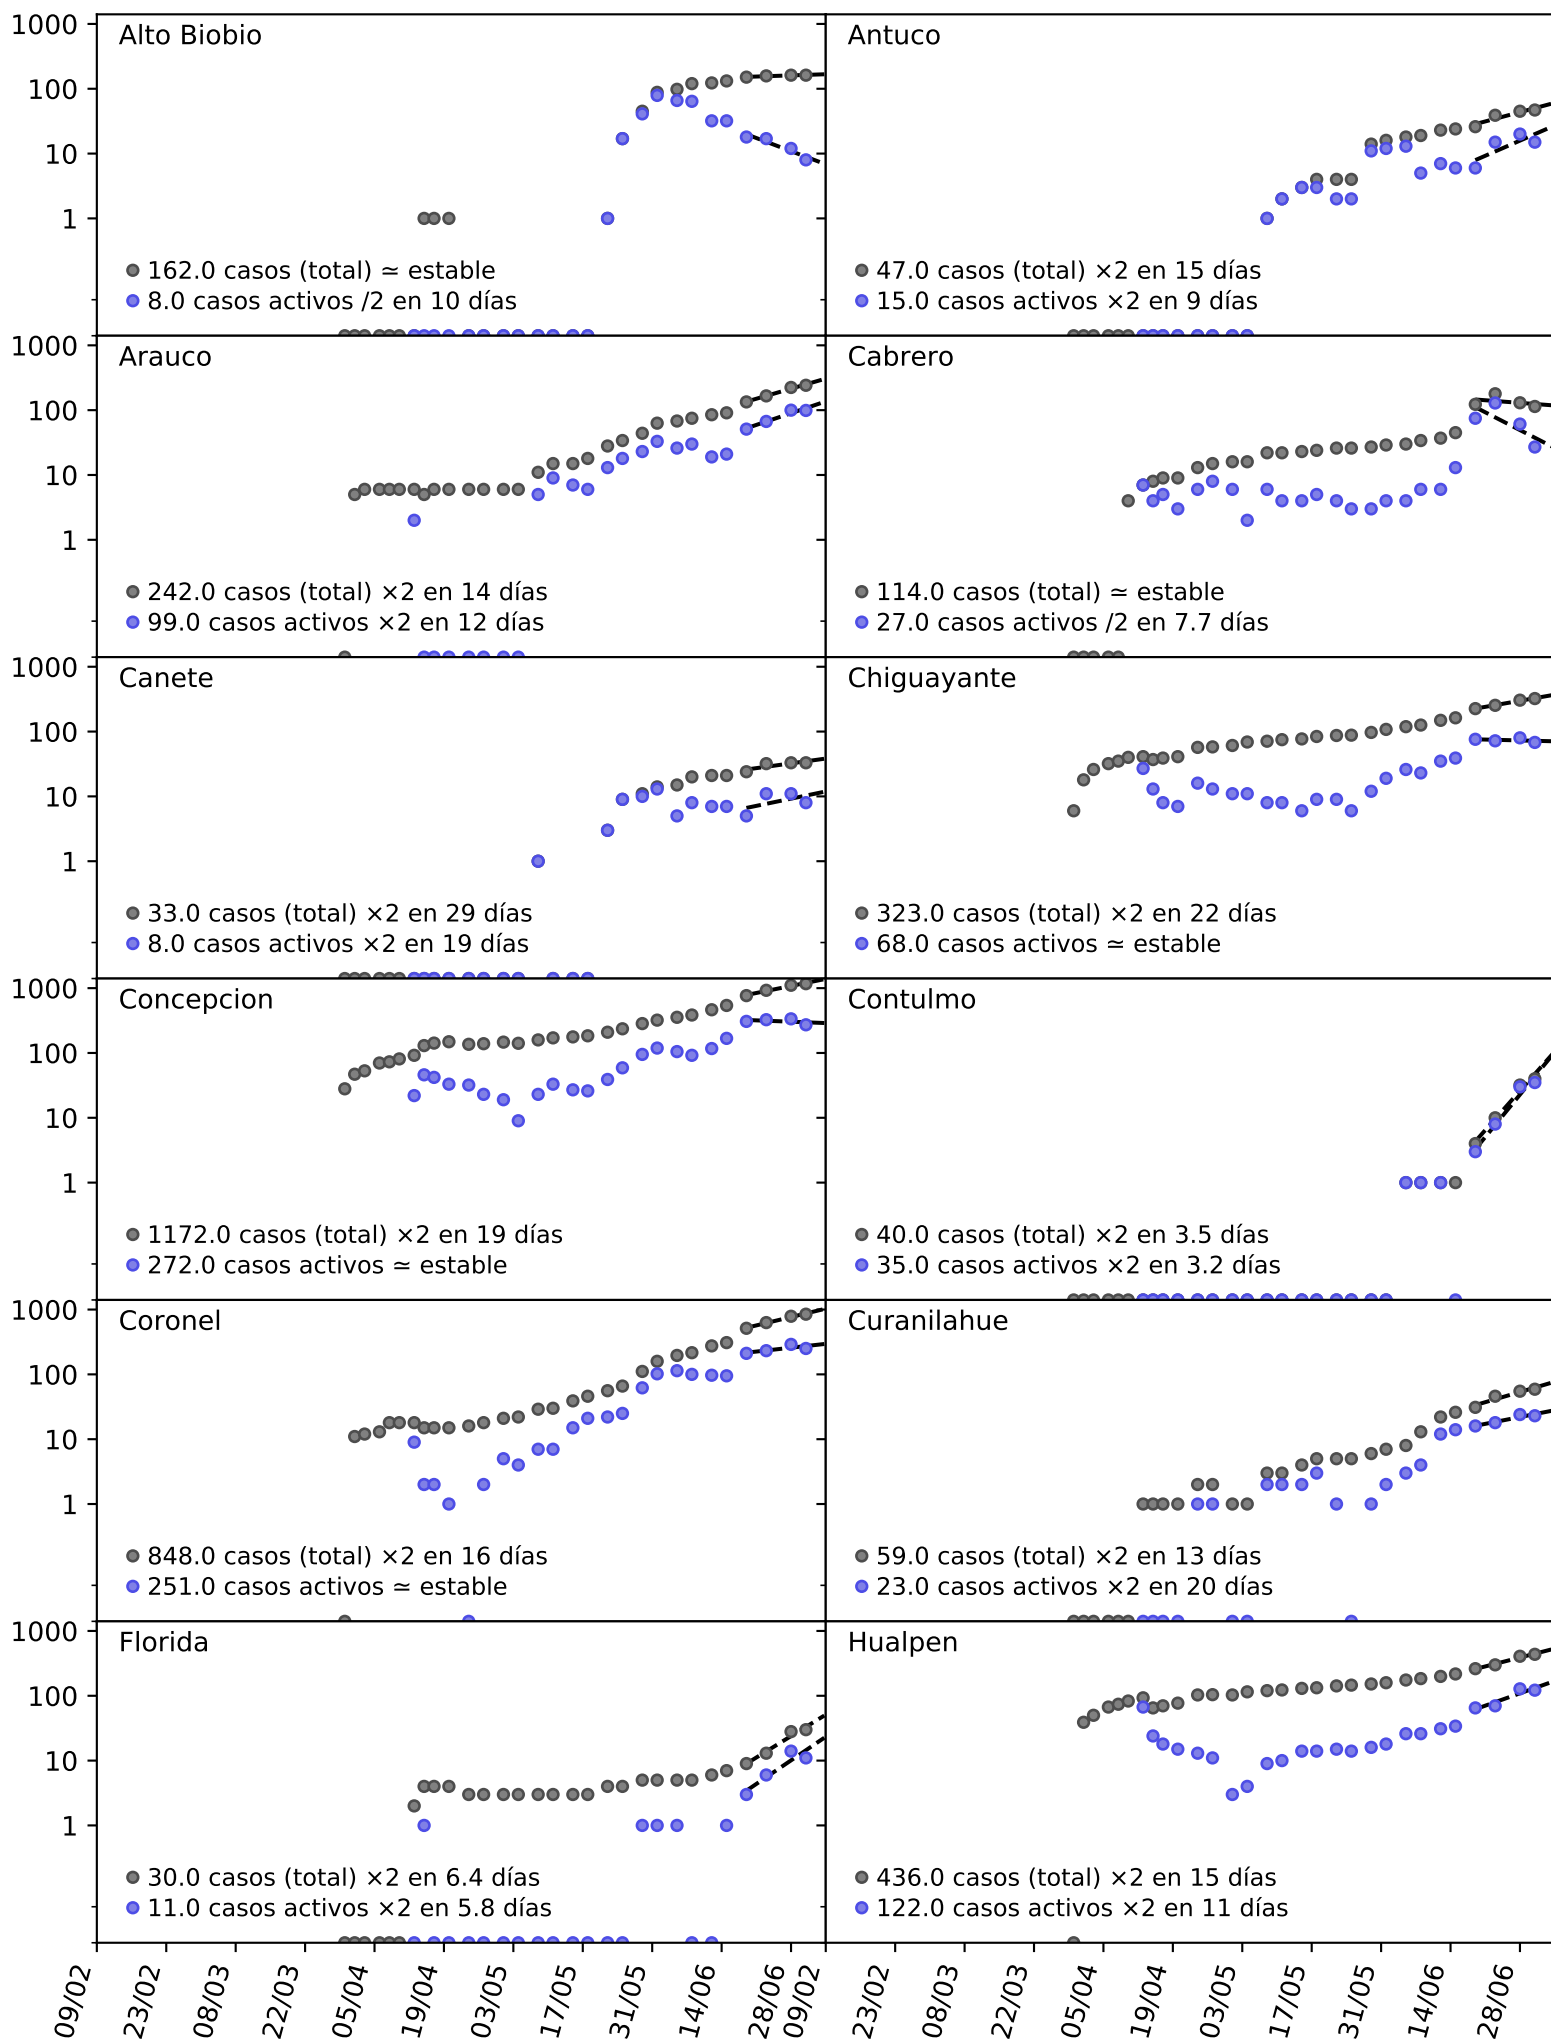 1000
Alto Biobio
Antuco
100
10
1
162.0 casos (total) ≃ estable
47.0 casos (total) ×2 en 15 días
8.0 casos activos /2 en 10 días
15.0 casos activos ×2 en 9 días
1000
Arauco
Cabrero
100
10
1
242.0 casos (total) ×2 en 14 días
114.0 casos (total) ≃ estable
99.0 casos activos ×2 en 12 días
27.0 casos activos /2 en 7.7 días
1000
Canete
Chiguayante
100
10
1
33.0 casos (total) ×2 en 29 días
323.0 casos (total) ×2 en 22 días
8.0 casos activos ×2 en 19 días
68.0 casos activos ≃ estable
1000
Concepcion
Contulmo
100
10
1
1172.0 casos (total) ×2 en 19 días
40.0 casos (total) ×2 en 3.5 días
272.0 casos activos ≃ estable
35.0 casos activos ×2 en 3.2 días
1000
Coronel
Curanilahue
100
10
1
848.0 casos (total) ×2 en 16 días
59.0 casos (total) ×2 en 13 días
251.0 casos activos ≃ estable
23.0 casos activos ×2 en 20 días
1000
Florida
Hualpen
100
10
1
30.0 casos (total) ×2 en 6.4 días
436.0 casos (total) ×2 en 15 días
11.0 casos activos ×2 en 5.8 días
122.0 casos activos ×2 en 11 días
09/02
23/02
08/03
22/03
05/04
19/04
03/05
17/05
31/05
14/06
28/06
09/02
23/02
08/03
22/03
05/04
19/04
03/05
17/05
31/05
14/06
28/06